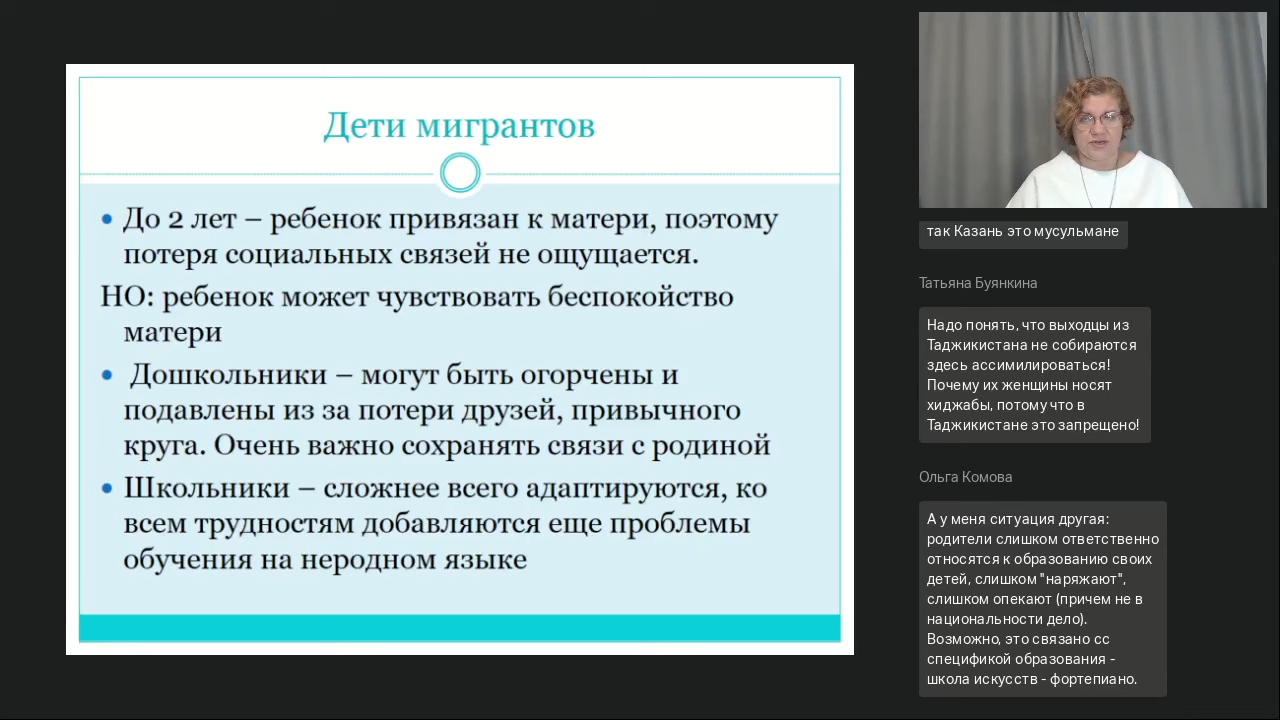 Дети мигрантов
• До 2 лет – ребенок привязан к матери, поэтому
потеря социальных связей не ощущается.
НО: ребенок может чувствовать беспокойство
матери
• Дошкольники – могут быть огорчены и
подавлены из за потери друзей, привычного
круга. Очень важно сохранять связи с родиной
• Школьники – сложнее всего адаптируются, ко
всем трудностям добавляются еще проблемы
обучения на неродном языке
так Казань это мусульмане
Татьяна Буянкина
Надо понять, что выходцы из
Таджикистана не собираются
здесь ассимилироваться!
Почему их женщины носят
хиджабы, потому что в
Таджикистане это запрещено!
Ольга Комова
А у меня ситуация другая:
родители слишком ответственно
относятся к образованию своих
детей, слишком "наряжают",
слишком опекают (причем не в
национальности дело).
Возможно, это связано сс
спецификой образования -
школа искусств - фортепиано.